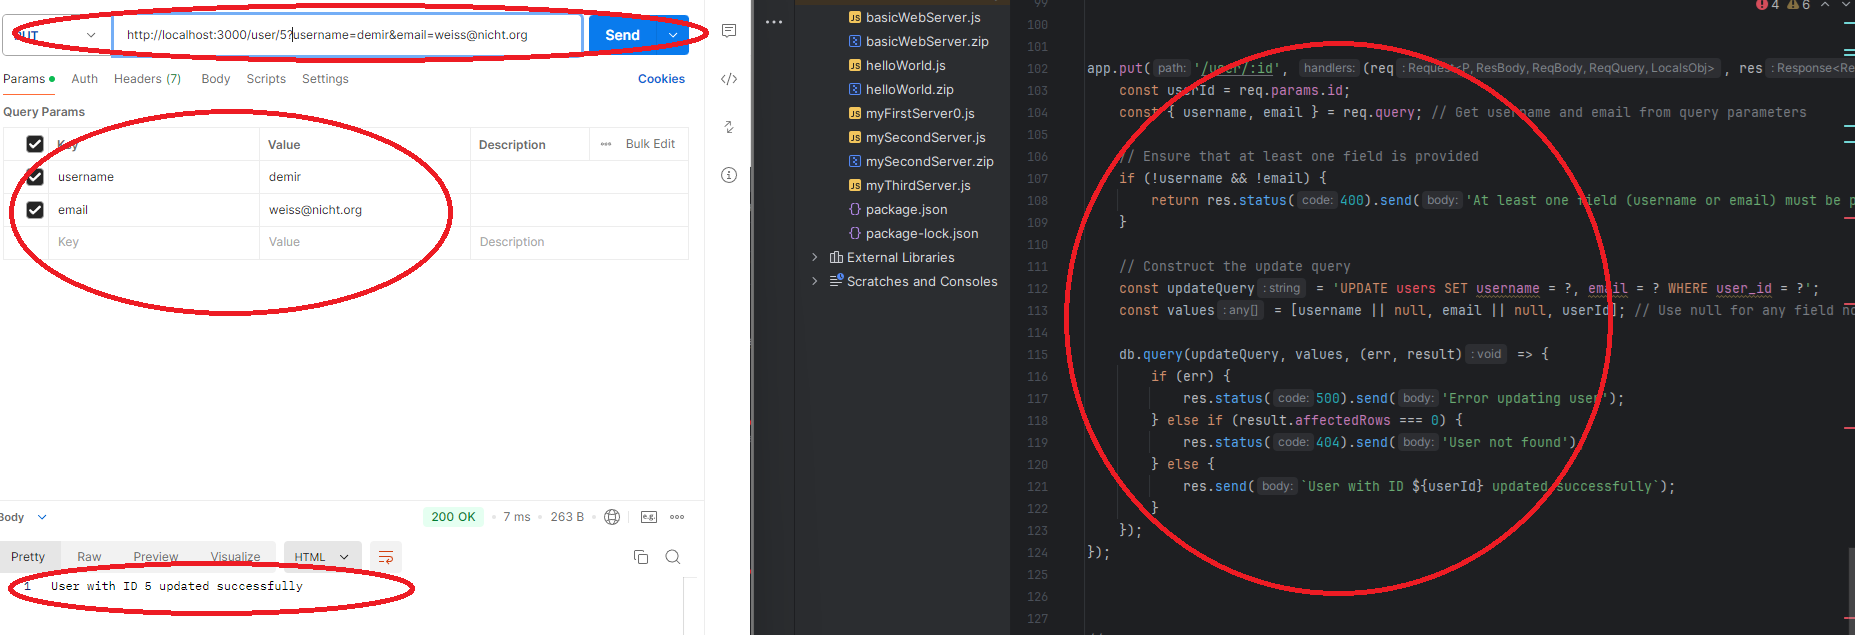 PUT http://localhost:3000/user/5?username=demir&email=weiss@nicht.org Send
Params Auth Headers (7) Body Scripts Settings Cookies
Query Params
Key Value Description Bulk Edit
username demir
email weiss@nicht.org
Key Value Description
Body 200 OK 7 ms 263 B e.g.
Pretty Raw Preview Visualize HTML
1 User with ID 5 updated successfully
basicWebServer.js
basicWebServer.zip
helloWorld.js
helloWorld.zip
myFirstServer0.js
mySecondServer.js
mySecondServer.zip
myThirdServer.js
package.json
package-lock.json
External Libraries
Scratches and Consoles
4 6
99
100
101
102 app.put( path: '/user/:id', handlers: (req : Request<P, ResBody, ReqBody, ReqQuery, LocalsObj> , res : Response<Re
103 const userId = req.params.id;
104 const { username, email } = req.query; // Get username and email from query parameters
105
106 // Ensure that at least one field is provided
107 if (!username && !email) {
108 return res.status( code: 400).send( body: 'At least one field (username or email) must be p
109 }
110
111 // Construct the update query
112 const updateQuery : string = 'UPDATE users SET username = ?, email = ? WHERE user_id = ?';
113 const values : any[] = [username || null, email || null, userId]; // Use null for any field no
114
115 db.query(updateQuery, values, (err, result) : void => {
116 if (err) {
117 res.status( code: 500).send( body: 'Error updating user');
118 } else if (result.affectedRows === 0) {
119 res.status( code: 404).send( body: 'User not found')
120 } else {
121 res.send( body: `User with ID ${userId} updated successfully`);
122 }
123 });
124 });
125
126
127